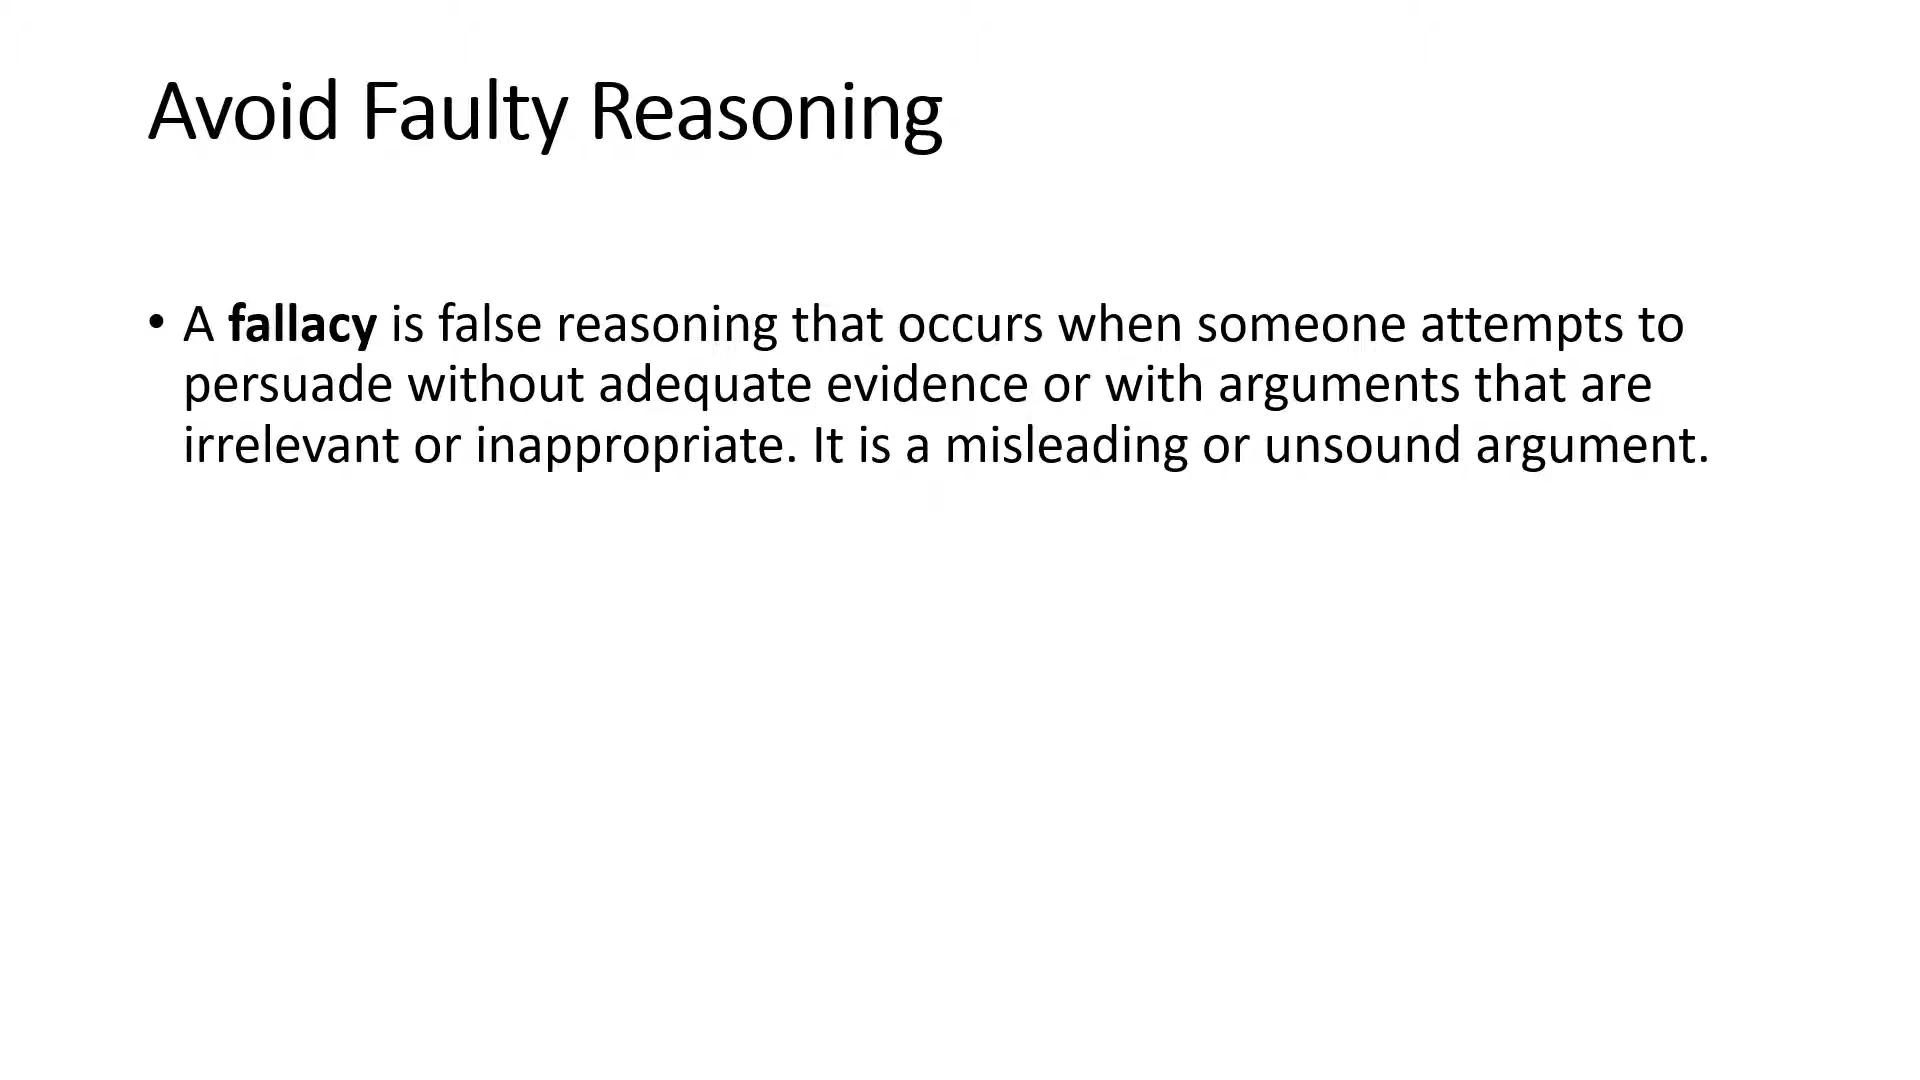 Avoid Faulty Reasoning
• A fallacy is false reasoning that occurs when someone attempts to
persuade without adequate evidence or with arguments that are
irrelevant or inappropriate. It is a misleading or unsound argument.